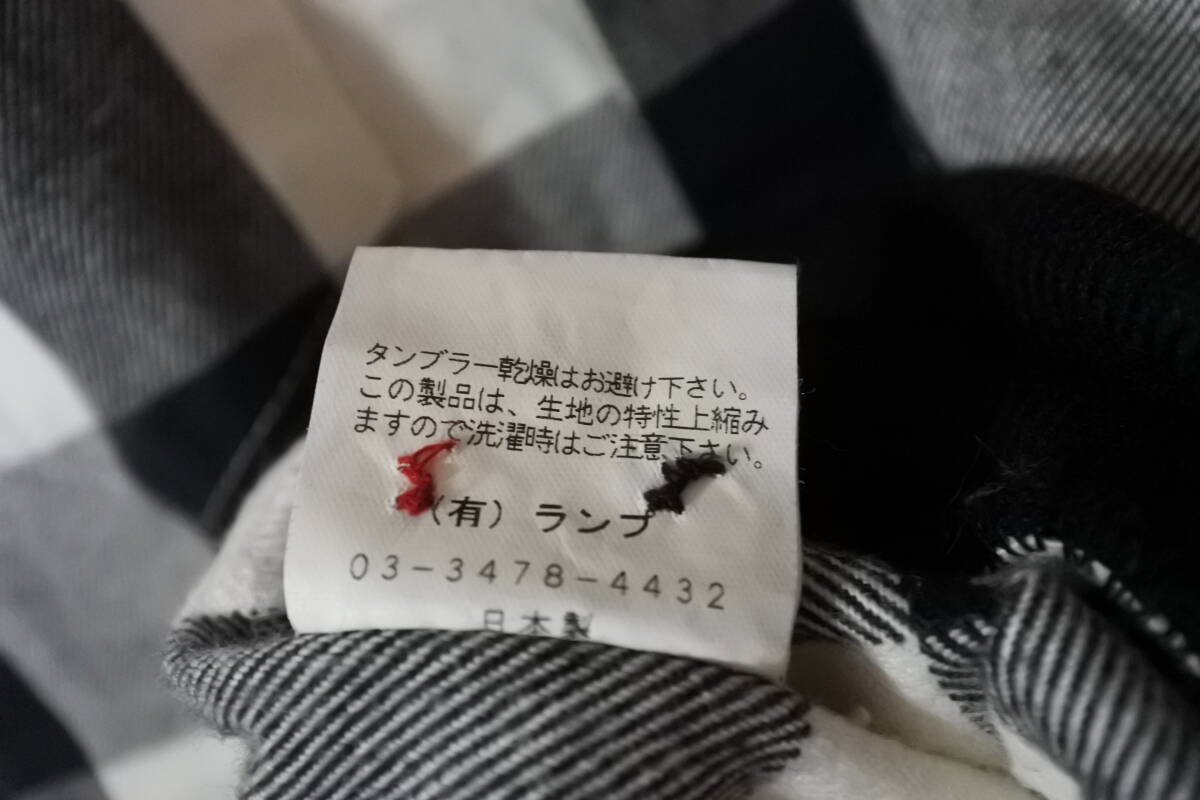 タンブラー乾燥はお避け下さい。
この製品は、生地の特性上縮み
ますので洗濯時はご注意下さい。
（有）ランプ
03-3478-4432
日本製